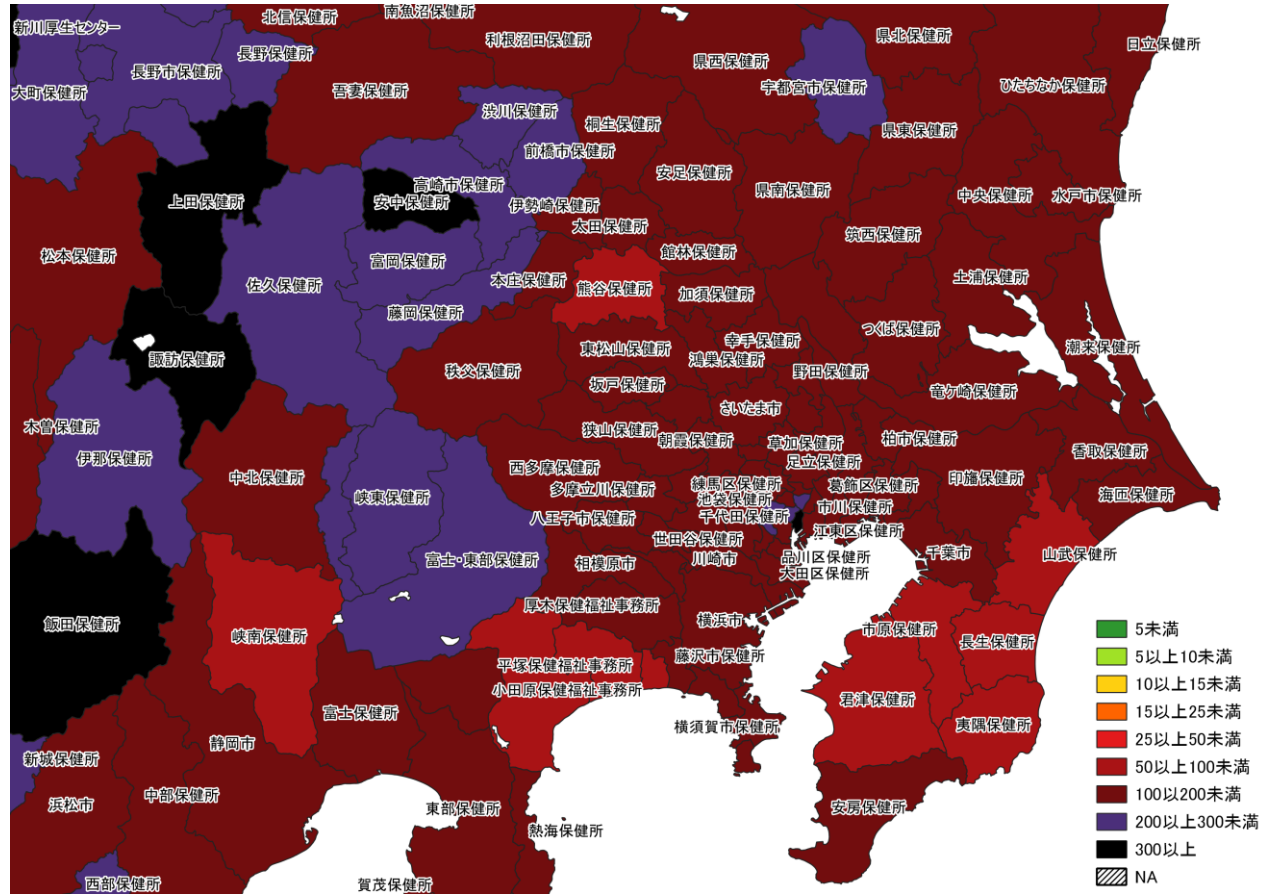 新川厚生センター
北信保健所
南魚沼保健所
利根沼田保健所
県北保健所
日立保健所
長野保健所
長野市保健所
県西保健所
大町保健所
吾妻保健所
宇都宮市保健所
ひたちなか保健所
渋川保健所
桐生保健所
県東保健所
前橋市保健所
安足保健所
高崎市保健所
県南保健所
中央保健所
水戸市保健所
上田保健所
安中保健所
伊勢崎保健所
太田保健所
筑西保健所
松本保健所
富岡保健所
館林保健所
土浦保健所
佐久保健所
本庄保健所
熊谷保健所
加須保健所
藤岡保健所
つくば保健所
幸手保健所
潮来保健所
諏訪保健所
東松山保健所
鴻巣保健所
秩父保健所
野田保健所
坂戸保健所
竜ケ崎保健所
さいたま市
木曽保健所
狭山保健所
朝霞保健所
草加保健所
柏市保健所
香取保健所
伊那保健所
中北保健所
西多摩保健所
足立保健所
印旛保健所
峡東保健所
多摩立川保健所
練馬区保健所
葛飾区保健所
海匝保健所
池袋保健所
市川保健所
八王子市保健所
千代田保健所
江東区保健所
世田谷保健所
富士・東部保健所
相模原市
川崎市
品川区保健所
千葉市
山武保健所
大田区保健所
厚木保健福祉事務所
横浜市
飯田保健所
峡南保健所
市原保健所
長生保健所
藤沢市保健所
平塚保健福祉事務所
小田原保健福祉事務所
君津保健所
富士保健所
夷隅保健所
横須賀市保健所
静岡市
新城保健所
中部保健所
浜松市
東部保健所
安房保健所
熱海保健所
西部保健所
賀茂保健所
5未満
5以上10未満
10以上15未満
15以上25未満
25以上50未満
50以上100未満
100以200未満
200以上300未満
300以上
NA